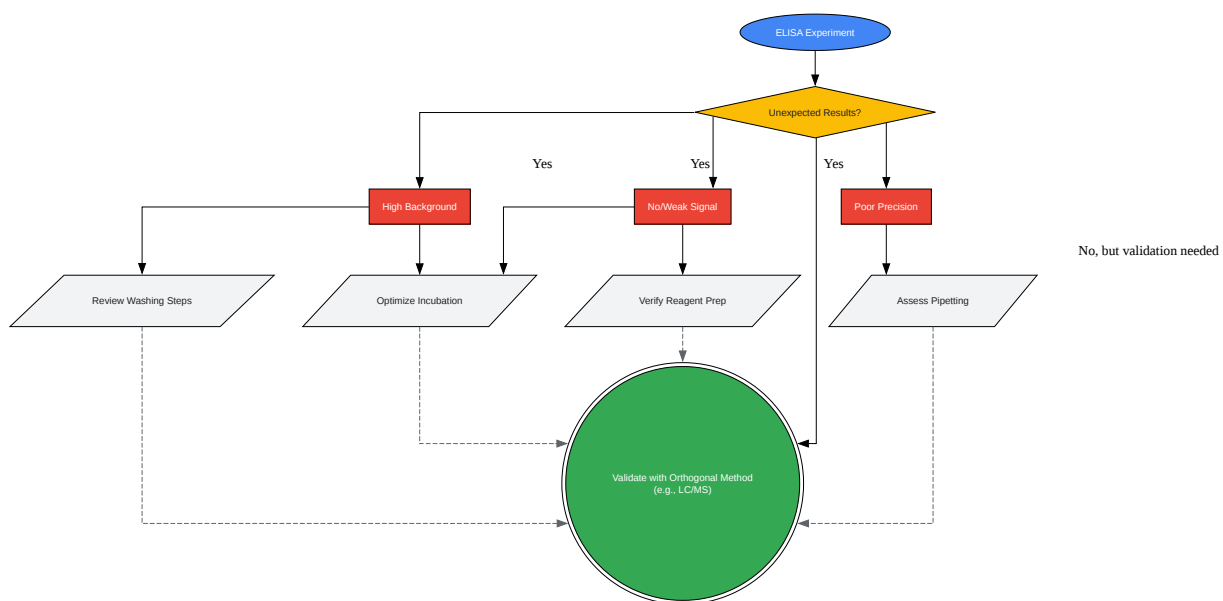 ELISA Experiment
Unexpected Results?
Yes
Yes
Yes
High Background
No/Weak Signal
Poor Precision
No, but validation needed
Review Washing Steps
Optimize Incubation
Verify Reagent Prep
Assess Pipetting
Validate with Orthogonal Method
(e.g., LC/MS)